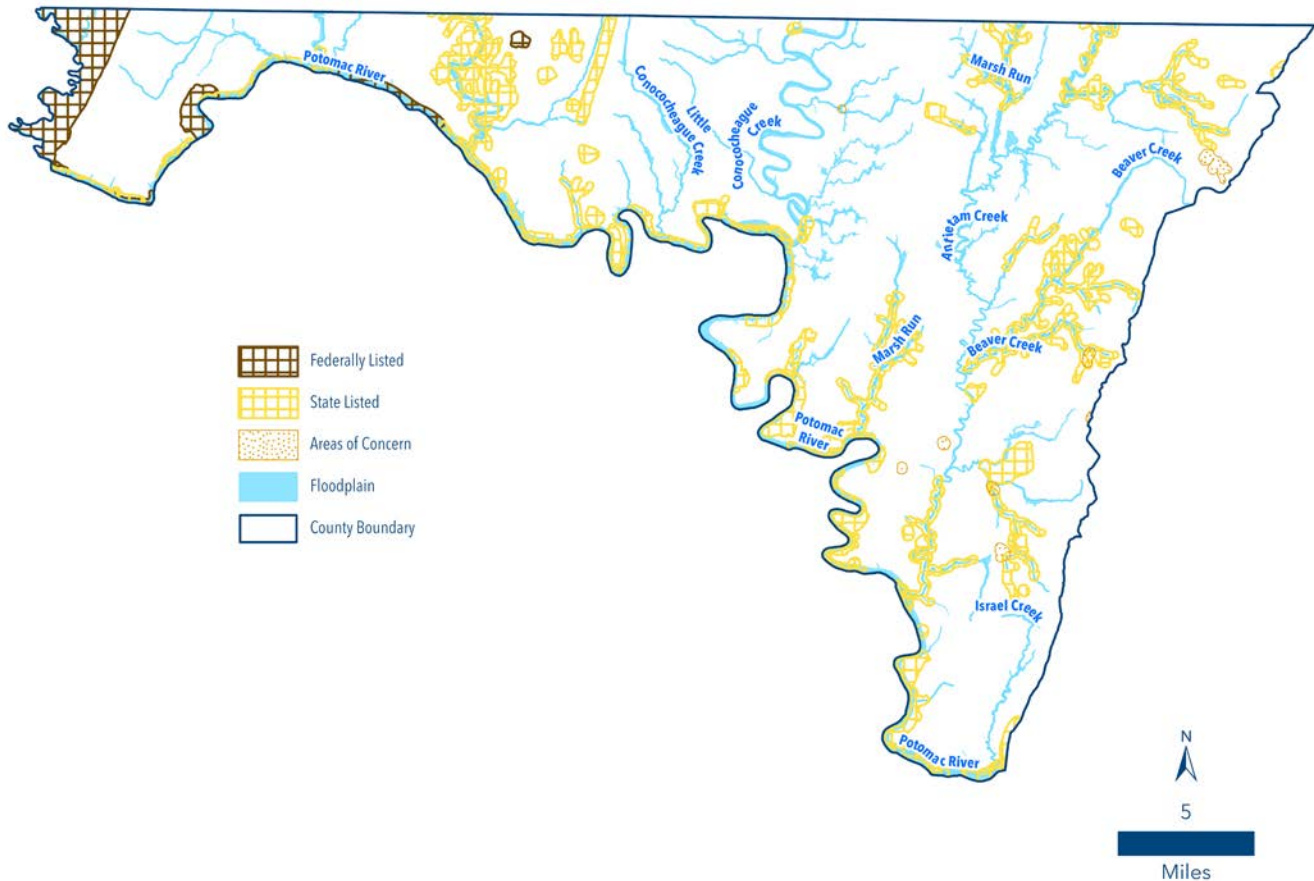 Potomac River
Conococheague Creek
Little
Conococheague
Creek
Marsh Run
Beaver Creek
Antietam Creek
Marsh Run
Beaver Creek
Potomac
River
Israel Creek
Potomac River
Federally Listed
State Listed
Areas of Concern
Floodplain
County Boundary
N
5
Miles